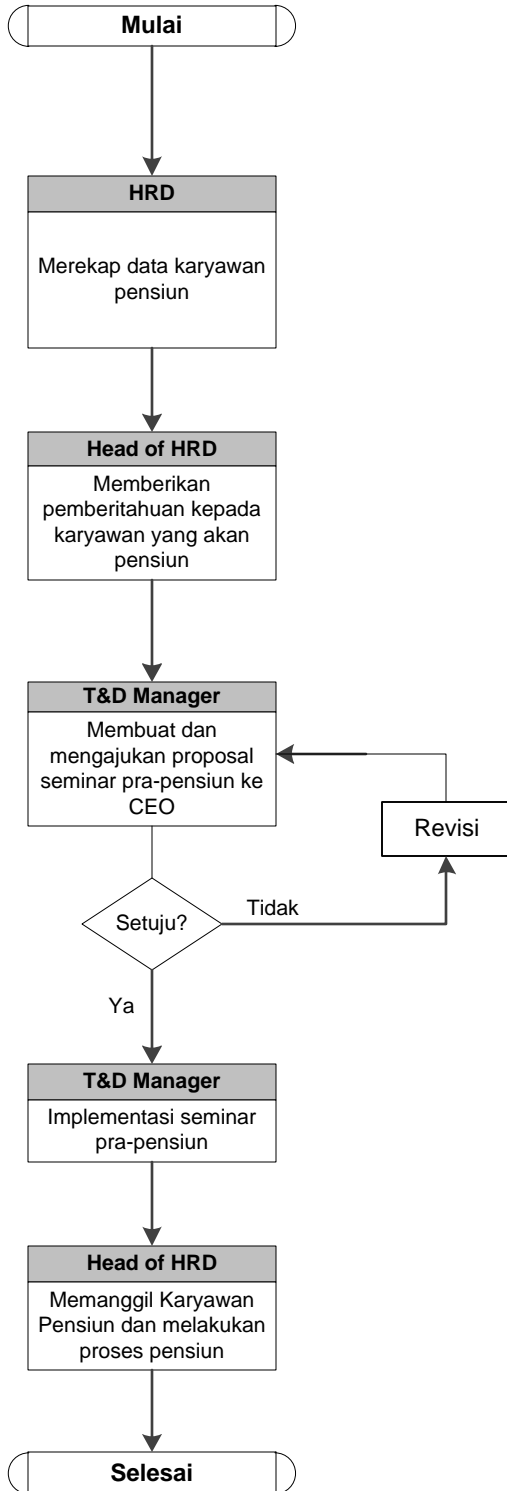 Mulai
HRD
Merekap data karyawan
pensiun
Head of HRD
Memberikan
pemberitahuan kepada
karyawan yang akan
pensiun
T&D Manager
Membuat dan
mengajukan proposal
seminar pra-pensiun ke
CEO
Revisi
Setuju?
Tidak
Ya
T&D Manager
Implementasi seminar
pra-pensiun
Head of HRD
Memanggil Karyawan
Pensiun dan melakukan
proses pensiun
Selesai